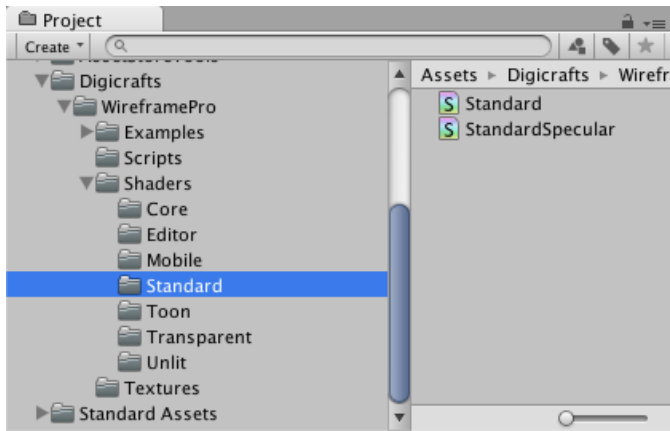 Project
Create
Digicrafts
WireframePro
Examples
Scripts
Shaders
Core
Editor
Mobile
Standard
Toon
Transparent
Unlit
Textures
Standard Assets
Assets ▸ Digicrafts ▸ Wirefr
S Standard
S StandardSpecular